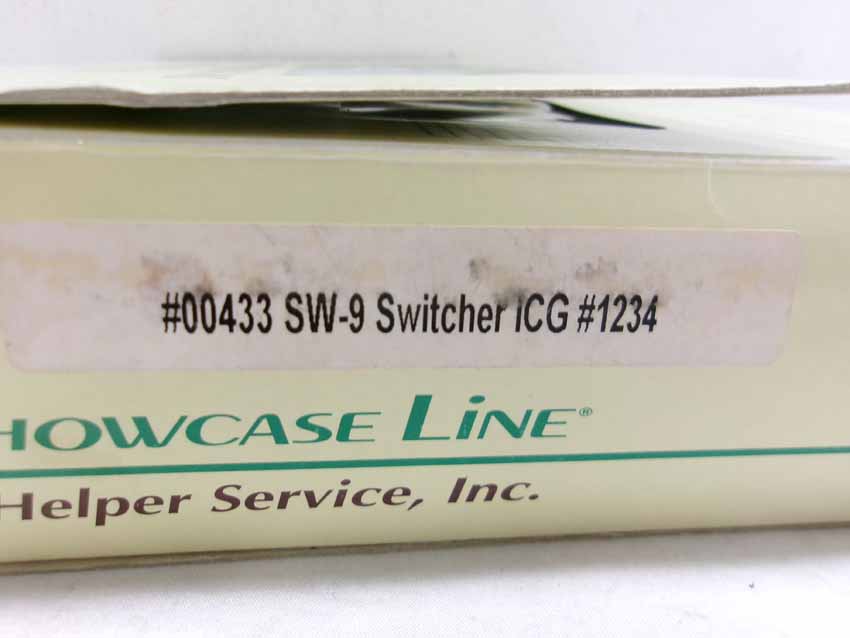 #00433 SW-9 Switcher ICG #1234
HOWCASE LINE®
Helper Service, Inc.